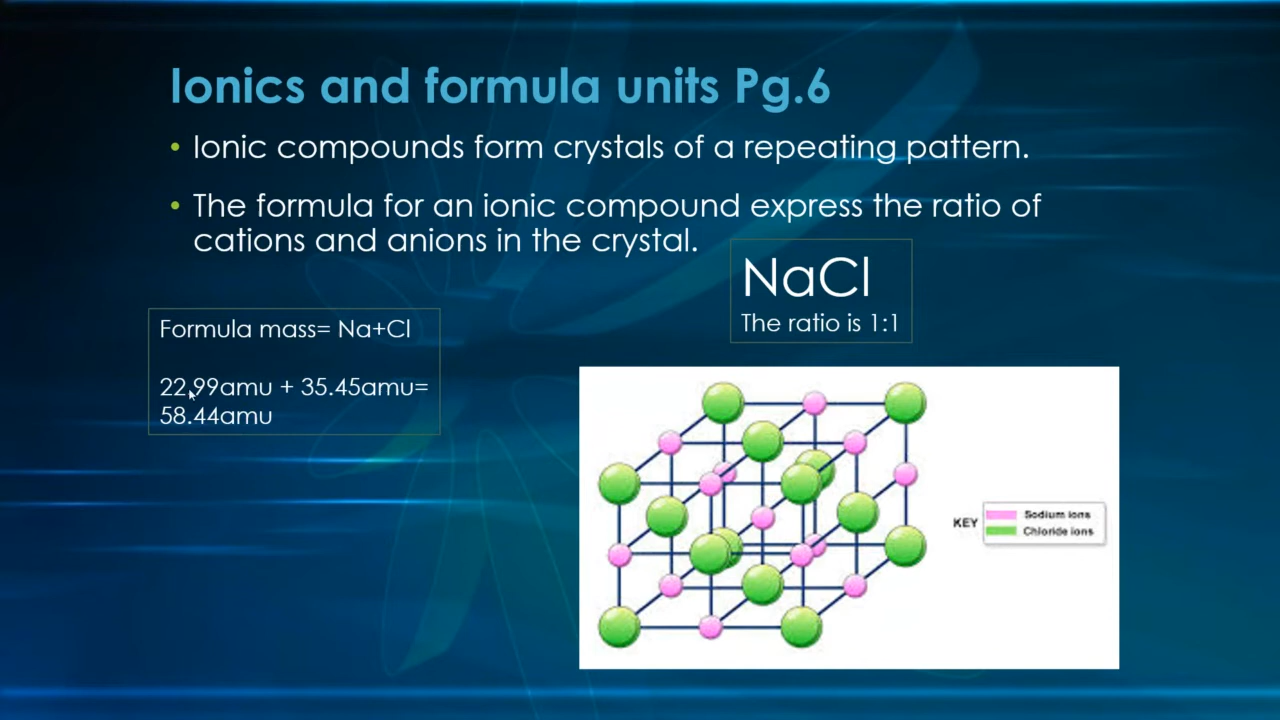 Ionics and formula units Pg.6
• Ionic compounds form crystals of a repeating pattern.
• The formula for an ionic compound express the ratio of
cations and anions in the crystal.
NaCl
The ratio is 1:1
Formula mass= Na+Cl
22.99amu + 35.45amu=
58.44amu
KEY
Sodium ions
Chloride ions